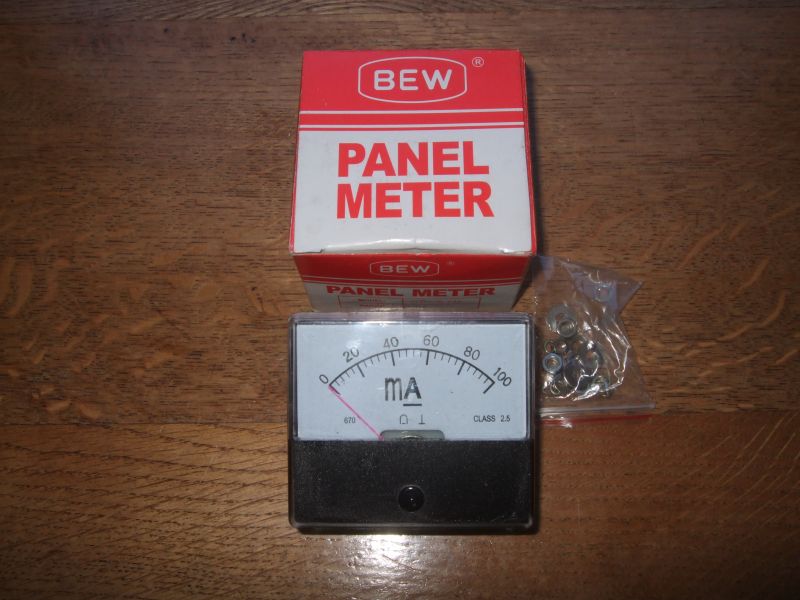 BEW ®
PANEL
METER
BEW ®
PANEL METER
0 20 40 60 80 100
mA
670
CLASS 2.5